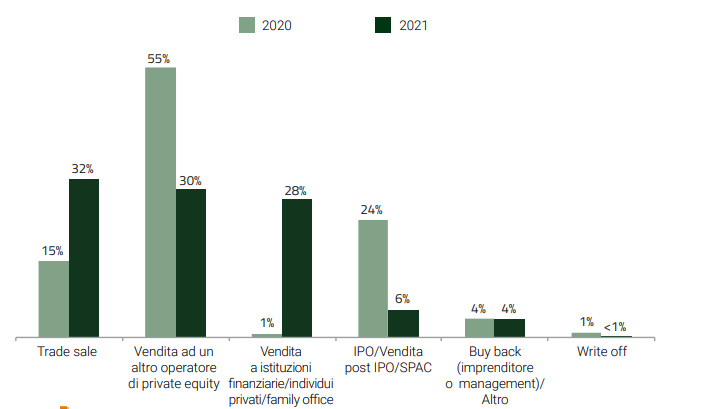 2020
2021
15%
32%
55%
30%
1%
28%
24%
6%
4%
4%
1%
<1%
Trade sale
Vendita ad un
altro operatore
di private equity
Vendita
a istituzioni
finanziarie/individui
privati/family office
IPO/Vendita
post IPO/SPAC
Buy back
(imprenditore
o management)/
Altro
Write off